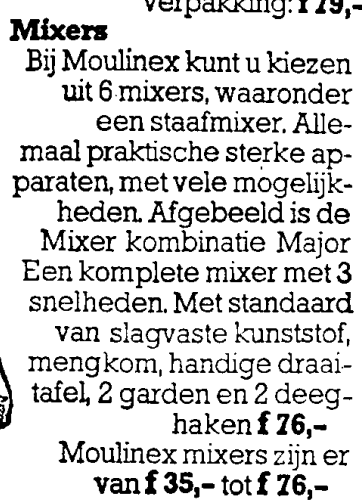 verpakking: f 79,-
Mixers
Bij Moulinex kunt u kiezen
uit 6 mixers, waaronder
een staafmixer. Alle-
maal praktische sterke ap-
paraten, met vele mogelijk-
heden. Afgebeeld is de
Mixer kombinatie Major
Een komplete mixer met 3
snelheden. Met standaard
van slagvaste kunststof,
mengkom, handige draai-
tafel, 2 garden en 2 deeg-
haken f 76,-
Moulinex mixers zijn er
van f 35,- tot f 76,-